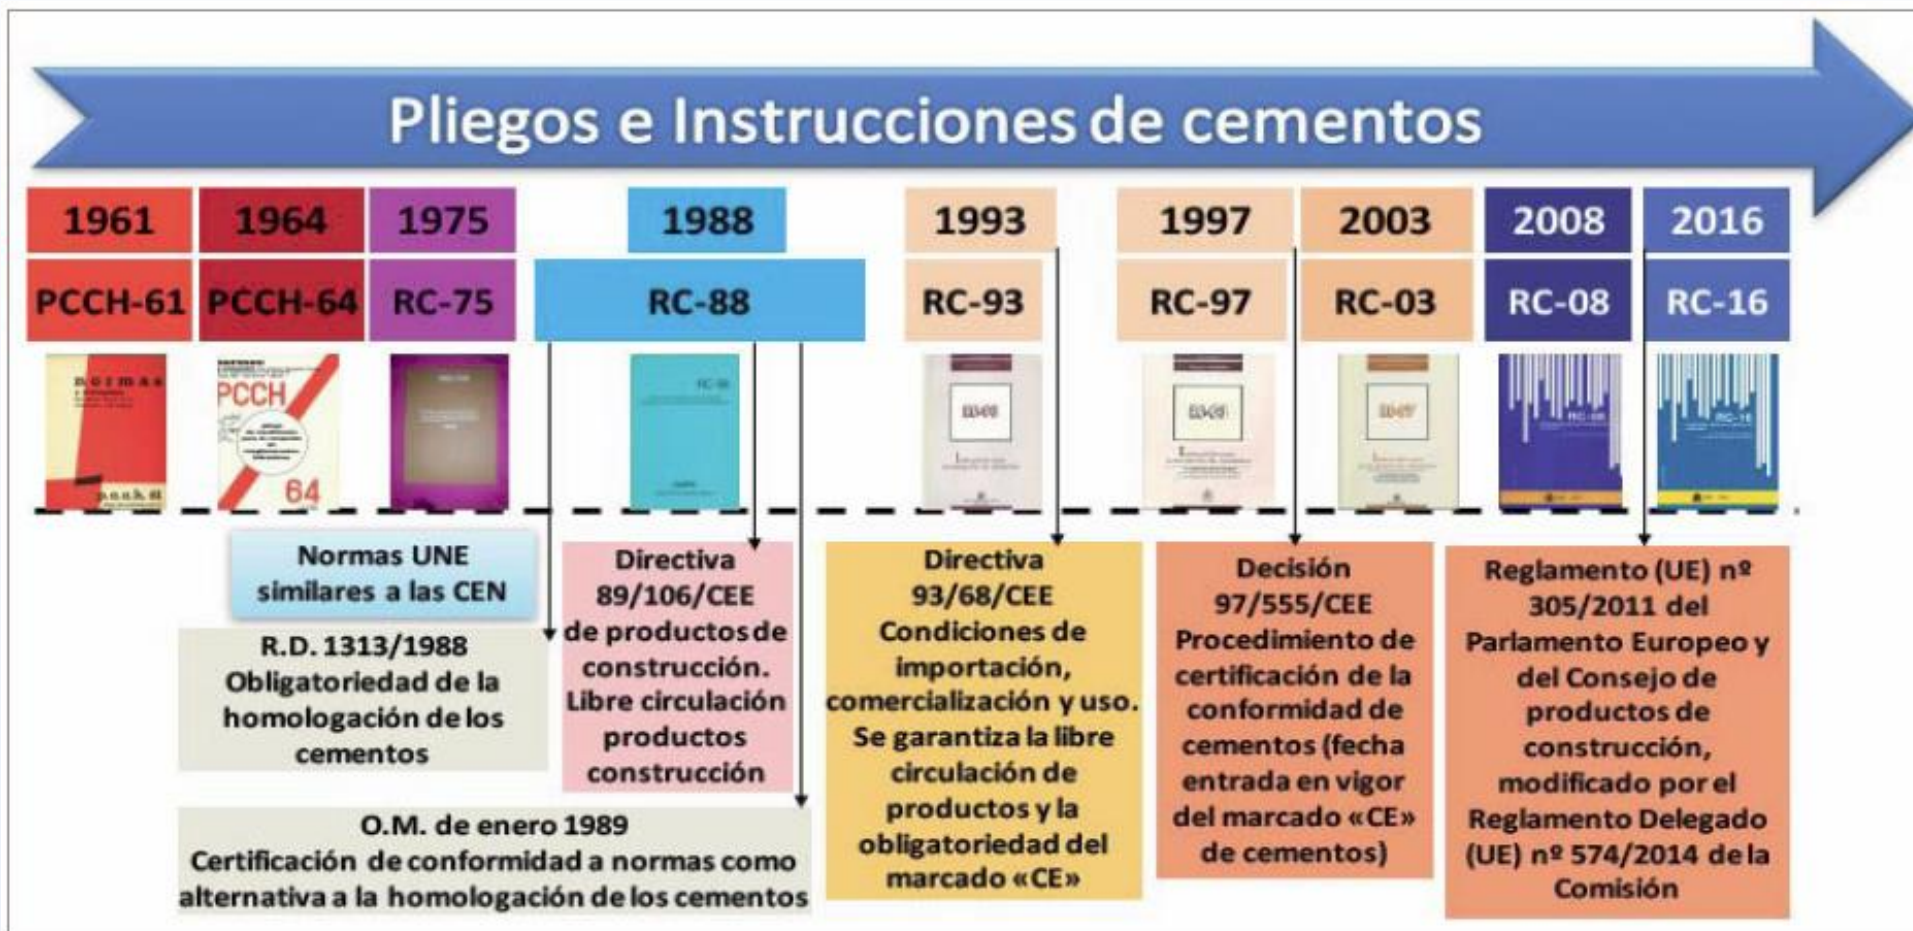 Pliegos e Instrucciones de cementos
1961
1964
1975
1988
1993
1997
2003
2008
2016
PCCH-61
PCCH-64
RC-75
RC-88
RC-93
RC-97
RC-03
RC-08
RC-16
normas
p.c.c.h. 61
PCCH
64
RC-08
RC-16
Normas UNE
similares a las CEN
R.D. 1313/1988
Obligatoriedad de la
homologación de los
cementos
Directiva
89/106/CEE
de productos de
construcción.
Libre circulación
productos
construcción
O.M. de enero 1989
Certificación de conformidad a normas como
alternativa a la homologación de los cementos
Directiva
93/68/CEE
Condiciones de
importación,
comercialización y uso.
Se garantiza la libre
circulación de
productos y la
obligatoriedad del
marcado «CE»
Decisión
97/555/CEE
Procedimiento de
certificación de la
conformidad de
cementos (fecha
entrada en vigor
del marcado «CE»
de cementos)
Reglamento (UE) nº
305/2011 del
Parlamento Europeo y
del Consejo de
productos de
construcción,
modificado por el
Reglamento Delegado
(UE) nº 574/2014 de la
Comisión